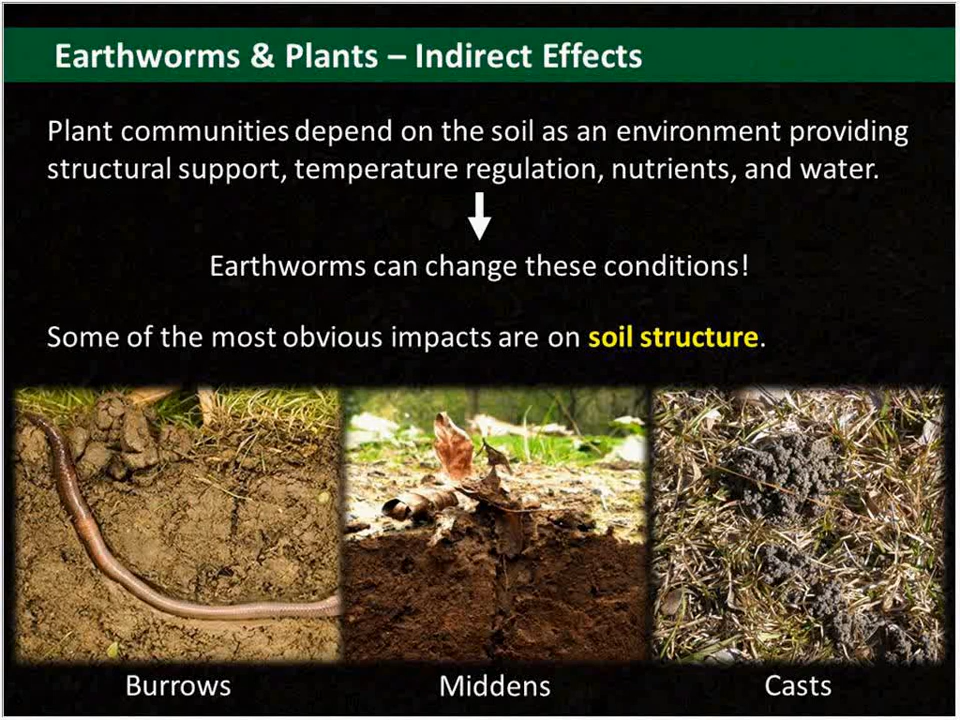 Earthworms & Plants – Indirect Effects
Plant communities depend on the soil as an environment providing
structural support, temperature regulation, nutrients, and water.
Earthworms can change these conditions!
Some of the most obvious impacts are on soil structure.
Burrows
Middens
Casts